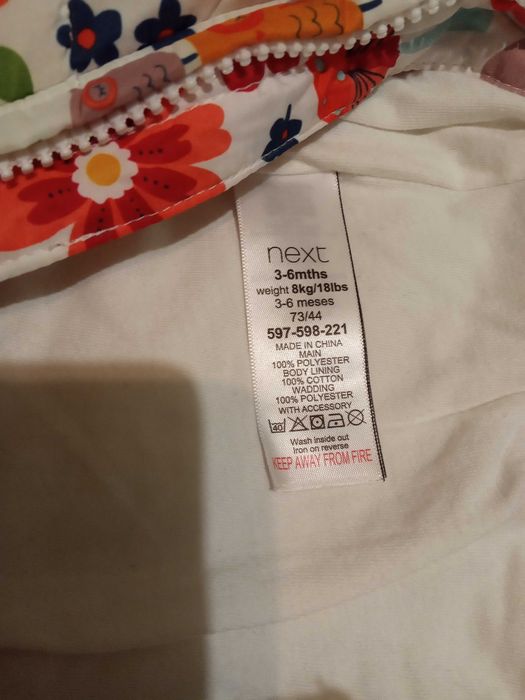 next
3-6mths
weight 8kg/18lbs
3-6 meses
73/44
597-598-221
MADE IN CHINA
MAIN
100% POLYESTER
BODY LINING
100% COTTON
WADDING
100% POLYESTER
WITH ACCESSORY
40
Wash inside out
Iron on reverse
KEEP AWAY FROM FIRE